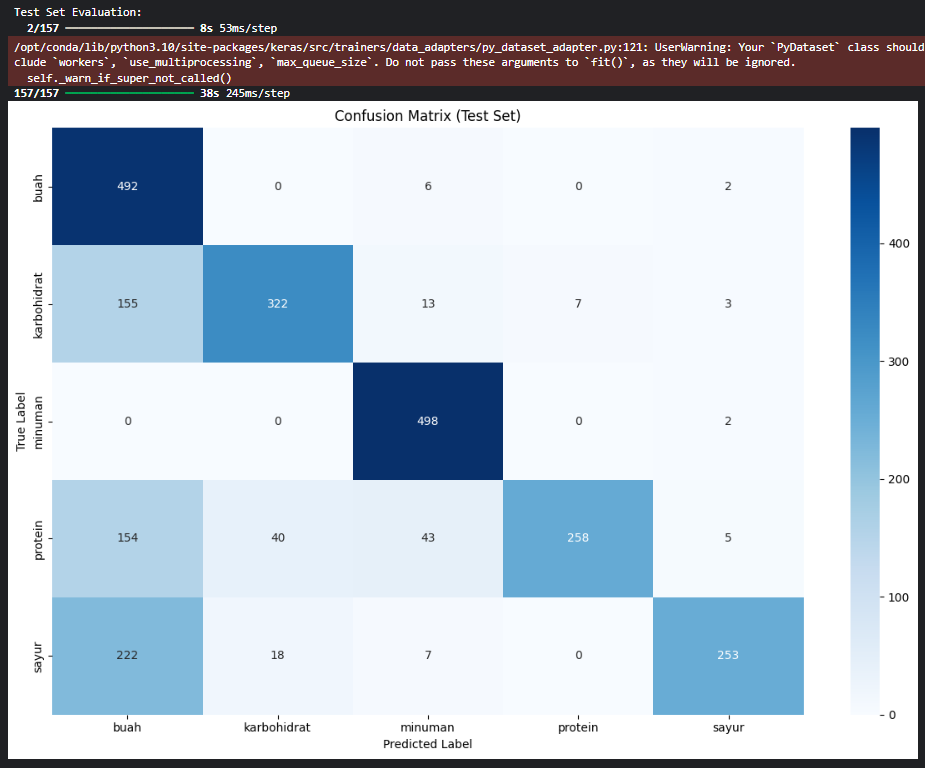 Test Set Evaluation:
2/157 ━━━━━━━━━━━━━━━━━━━━ 8s 53ms/step
/opt/conda/lib/python3.10/site-packages/keras/src/trainers/data_adapters/py_dataset_adapter.py:121: UserWarning: Your `PyDataset` class should
clude `workers`, `use_multiprocessing`, `max_queue_size`. Do not pass these arguments to `fit()`, as they will be ignored.
self._warn_if_super_not_called()
157/157 ━━━━━━━━━━━━━━━━━━━━ 38s 245ms/step
Confusion Matrix (Test Set)
buah 492 0 6 0 2
karbohidrat 155 322 13 7 3
True Label
minuman 0 0 498 0 2
protein 154 40 43 258 5
sayur 222 18 7 0 253
buah karbohidrat minuman protein sayur
Predicted Label
400
300
200
100
0